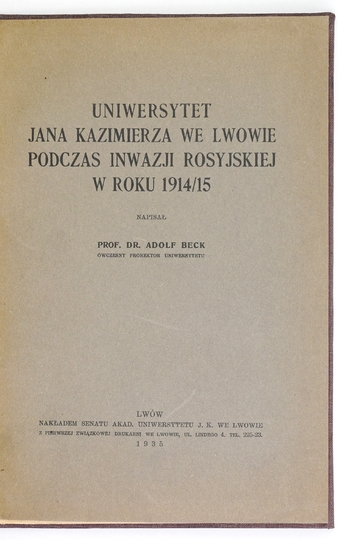 UNIWERSYTET
JANA KAZIMIERZA WE LWOWIE
PODCZAS INWAZJI ROSYJSKIEJ
W ROKU 1914/15
NAPISAŁ
PROF. DR. ADOLF BECK
ÓWCZESNY PROREKTOR UNIWERSYTETU
LWÓW
NAKŁADEM SENATU AKAD. UNIWERSYTETU J. K. WE LWOWIE
Z PIERWSZEJ ZWIĄZKOWEJ DRUKARNI WE LWOWIE, UL. LINDEGO 4. TEL. 225-23.
1935